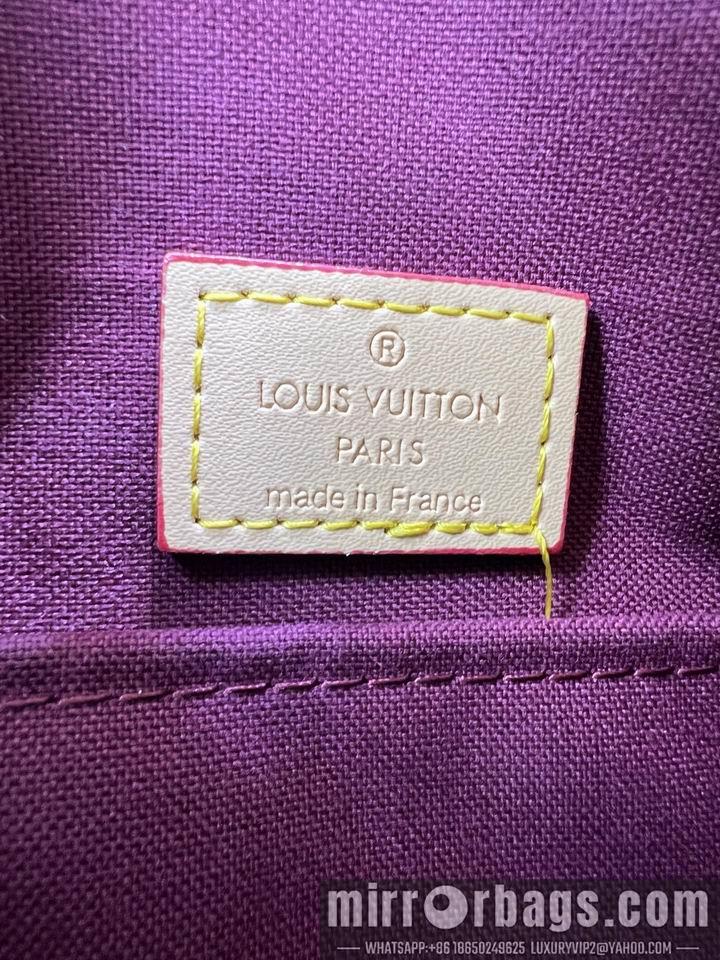 ®
LOUIS VUITTON
PARIS
made in France
mirrorbags.com
WHATSAPP:+86 18650249625 LUXURYVIP2@YAHOO.COM